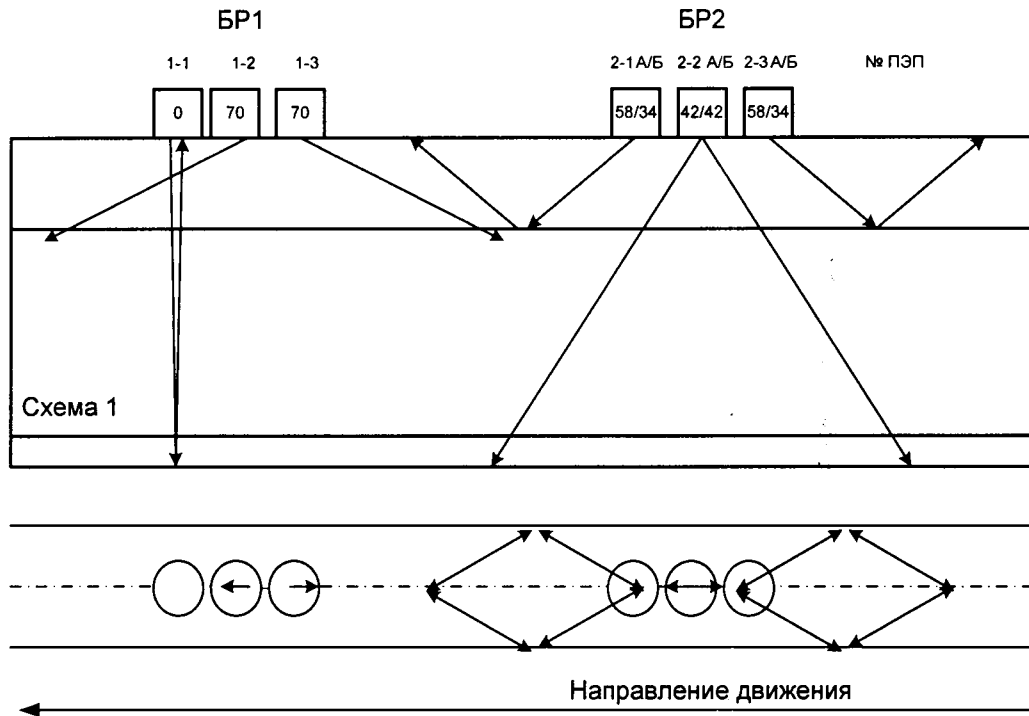 БР1 БР2
1-1 1-2 1-3 2-1 А/Б 2-2 А/Б 2-3 А/Б № ПЭП
0 70 70 58/34 42/42 58/34
Схема 1
Направление движения